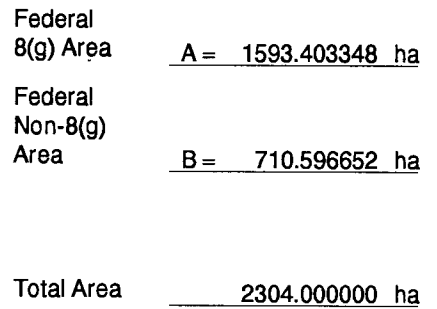 Federal
8(g) Area A = 1593.403348 ha
Federal
Non-8(g)
Area B = 710.596652 ha
Total Area 2304.000000 ha